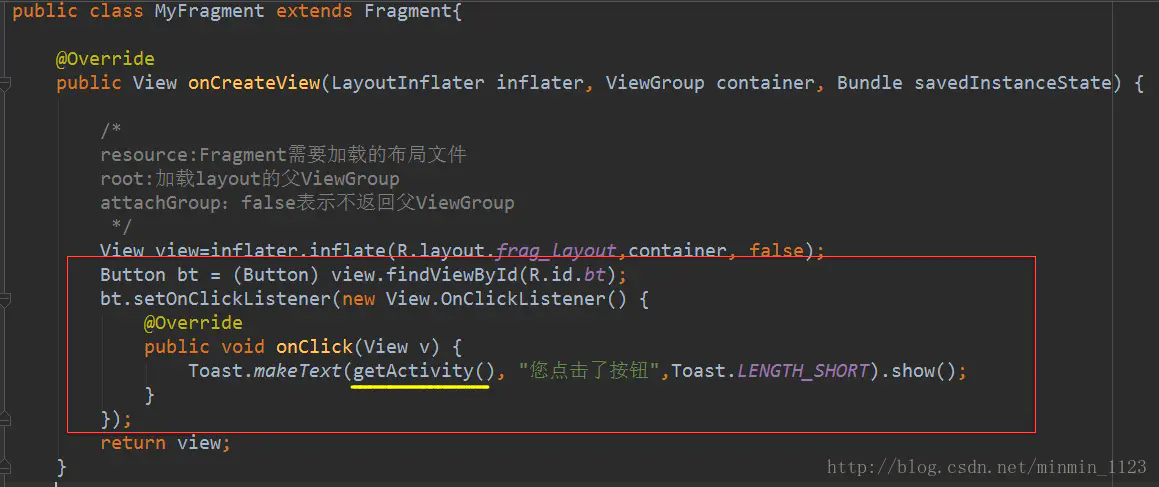 public class MyFragment extends Fragment{
@Override
public View onCreateView(LayoutInflater inflater, ViewGroup container, Bundle savedInstanceState) {
/*
resource:Fragment需要加载的布局文件
root:加载layout的父ViewGroup
attachGroup：false表示不返回父ViewGroup
*/
View view=inflater.inflate(R.layout.frag_layout,container, false);
Button bt = (Button) view.findViewById(R.id.bt);
bt.setOnClickListener(new View.OnClickListener() {
@Override
public void onClick(View v) {
Toast.makeText(getActivity(), "您点击了按钮",Toast.LENGTH_SHORT).show();
}
});
return view;
}
http://blog.csdn.net/minmin_1123